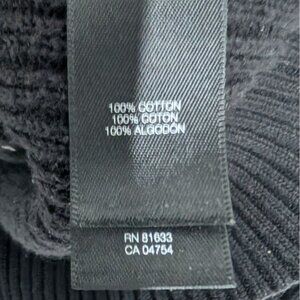 100% COTTON
100% COTON
100% ALGODON
RN 81633
CA 04754